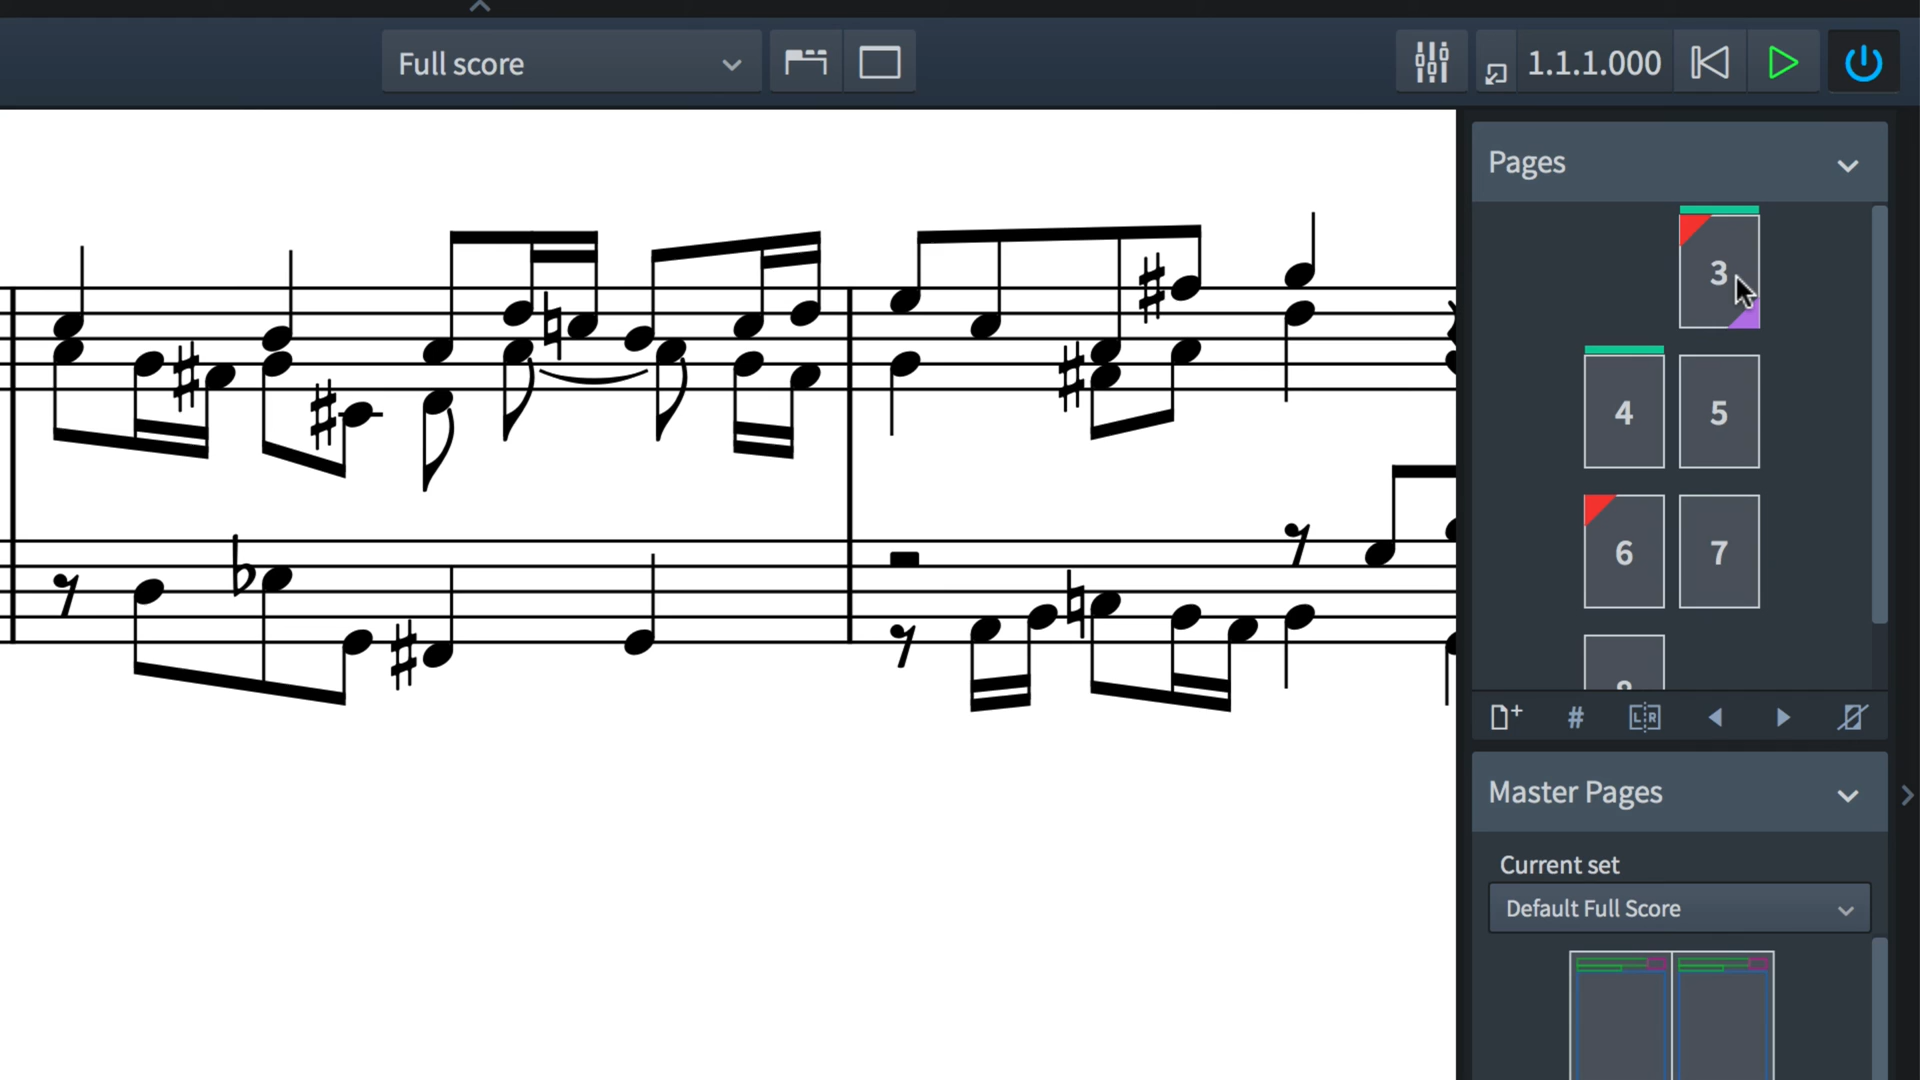 Full score
1.1.1.000
Pages
3
4 5
6 7
8
#
L R
Master Pages
Current set
Default Full Score